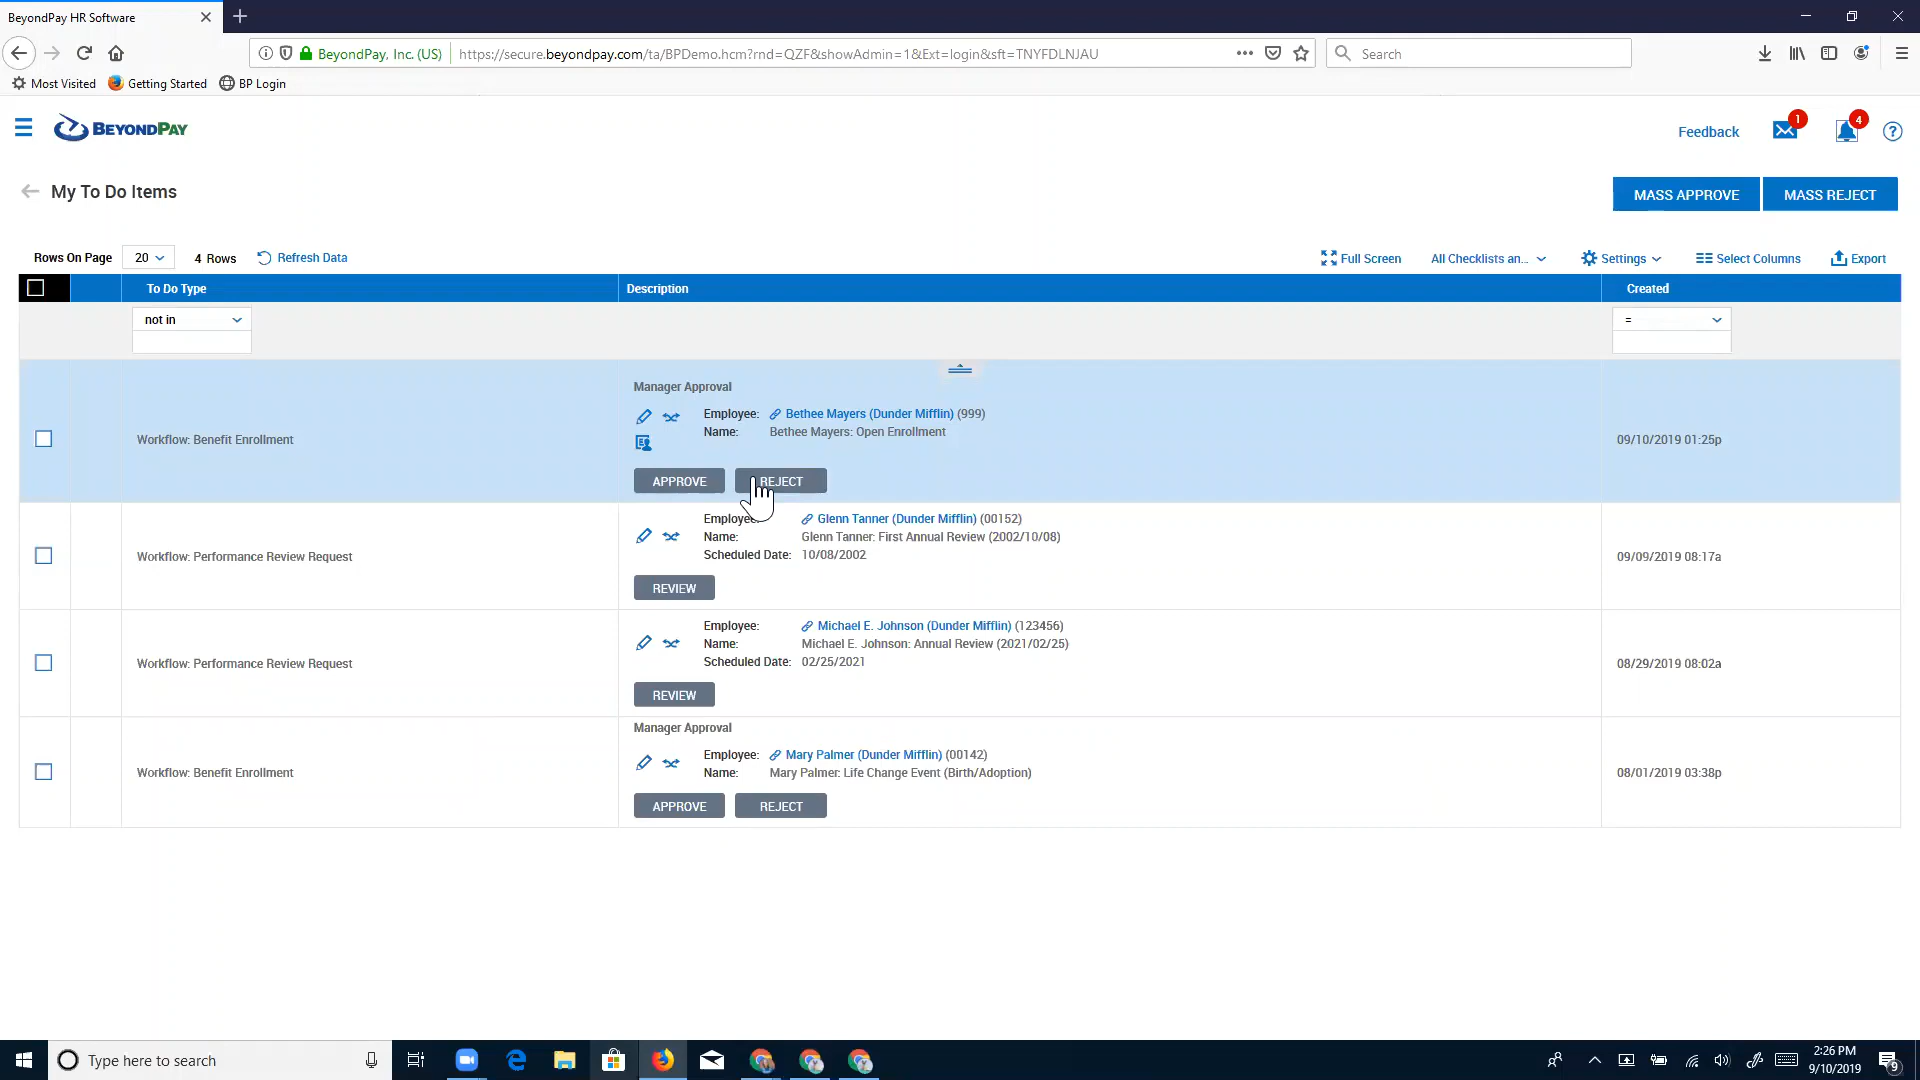 BeyondPay HR Software
BeyondPay, Inc. (US)
https://secure.beyondpay.com/ta/BPDemo.hcm?rnd=QZF&showAdmin=1&Ext=login&sft=TNYFDLNJAU
Search
Most Visited
Getting Started
BP Login
BEYONDPAY
Feedback
1
4
?
My To Do Items
MASS APPROVE
MASS REJECT
Rows On Page
20
4 Rows
Refresh Data
Full Screen
All Checklists an...
Settings
Select Columns
Export
To Do Type
Description
Created
not in
=
Manager Approval
Workflow: Benefit Enrollment
Employee: Bethee Mayers (Dunder Mifflin) (999)
Name: Bethee Mayers: Open Enrollment
09/10/2019 01:25p
APPROVE
REJECT
Workflow: Performance Review Request
Employee: Glenn Tanner (Dunder Mifflin) (00152)
Name: Glenn Tanner: First Annual Review (2002/10/08)
Scheduled Date: 10/08/2002
09/09/2019 08:17a
REVIEW
Workflow: Performance Review Request
Employee: Michael E. Johnson (Dunder Mifflin) (123456)
Name: Michael E. Johnson: Annual Review (2021/02/25)
Scheduled Date: 02/25/2021
08/29/2019 08:02a
REVIEW
Manager Approval
Workflow: Benefit Enrollment
Employee: Mary Palmer (Dunder Mifflin) (00142)
Name: Mary Palmer: Life Change Event (Birth/Adoption)
08/01/2019 03:38p
APPROVE
REJECT
Type here to search
2:26 PM
9/10/2019
9